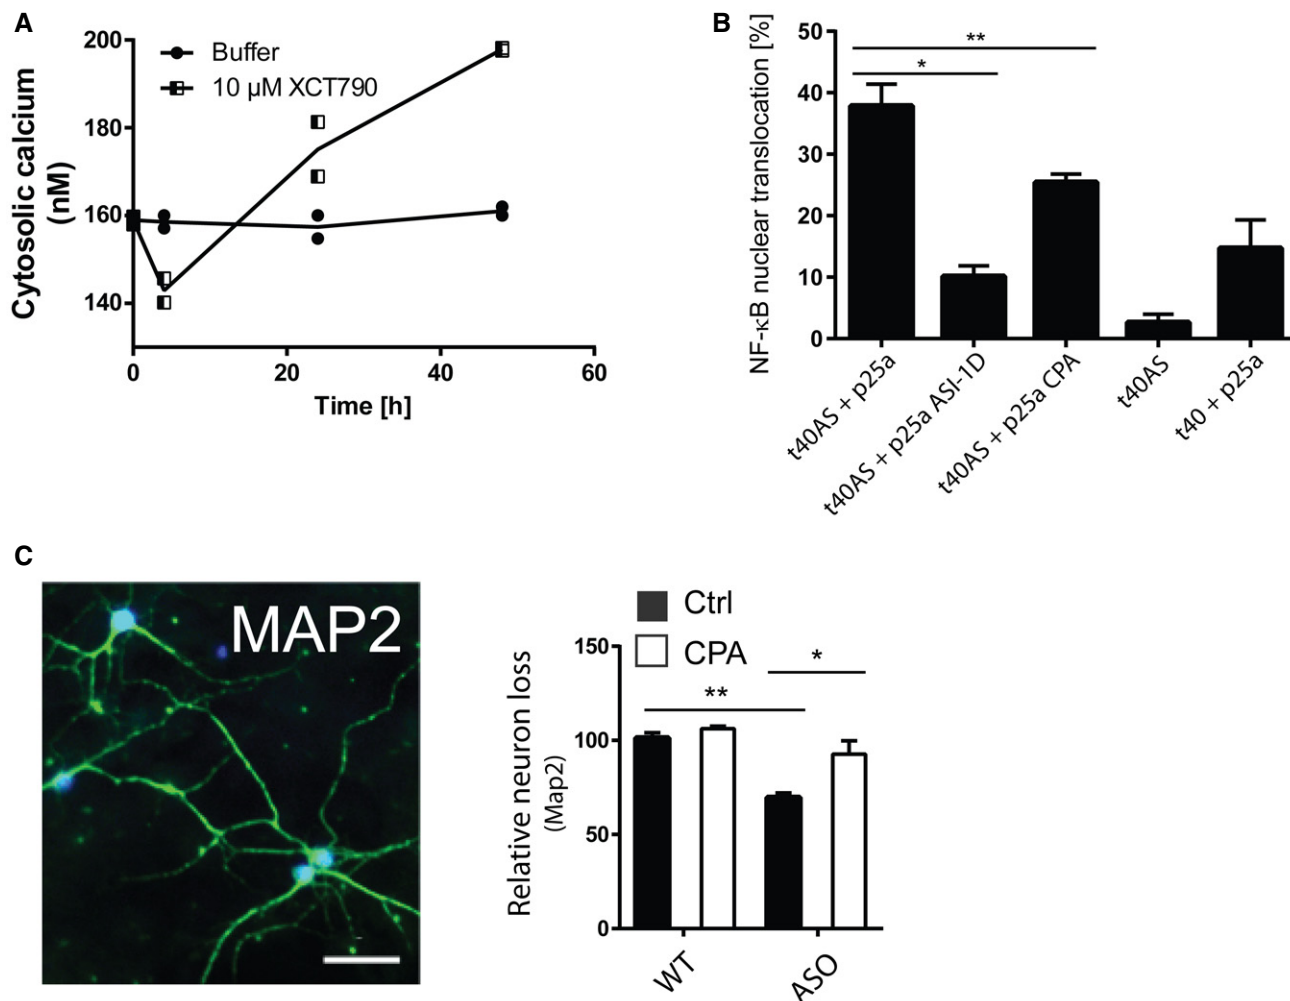 A
Cytosolic calcium
(nM)
200
180
160
140
Buffer
10 µM XCT790
0
20
40
60
Time [h]
B
NF-κB nuclear translocation [%]
50
40
30
20
10
0
**
*
t40AS + p25a
t40AS + p25a ASI-1D
t40AS + p25a CPA
t40AS
t40 + p25a
C
MAP2
Relative neuron loss
(Map2)
Ctrl
CPA
150
100
50
0
*
**
WT
ASO